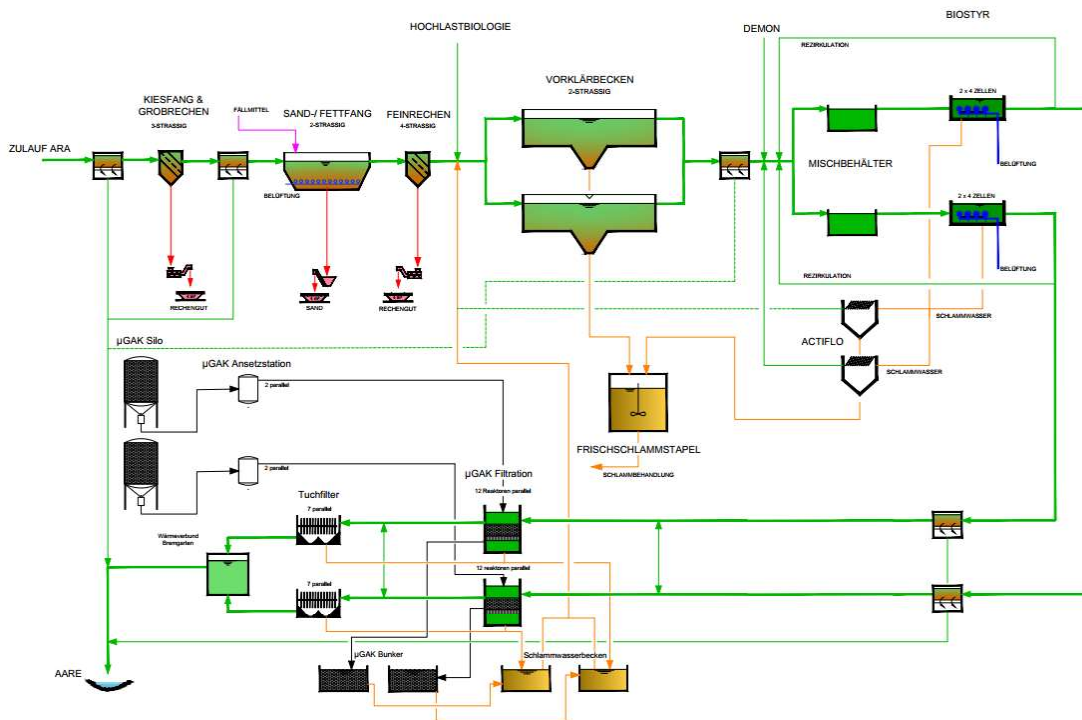 HOCHLASTBIOLOGIE
DEMON
BIOSTYR
REZIRKULATION
VORKLÄRBECKEN
2-STRASSIG
2 x 4 ZELLEN
KIESFANG &
GROBRECHEN
3-STRASSIG
FÄLLMITTEL
SAND-/ FETTFANG
2-STRASSIG
FEINRECHEN
4-STRASSIG
ZULAUF ARA
BELÜFTUNG
MISCHBEHÄLTER
BELÜFTUNG
2 x 4 ZELLEN
BELÜFTUNG
REZIRKULATION
RECHENGUT
SAND
RECHENGUT
SCHLAMMWASSER
ACTIFLO
SCHLAMMWASSER
µGAK Silo
µGAK Ansetzstation
2 parallel
FRISCHSCHLAMMSTAPEL
SCHLAMMBEHANDLUNG
2 parallel
µGAK Filtration
12 Reaktoren parallel
Tuchfilter
7 parallel
Wärmeverbund
Bremgarten
12 reaktoren parallel
7 parallel
µGAK Bunker
Schlammwasserbecken
AARE